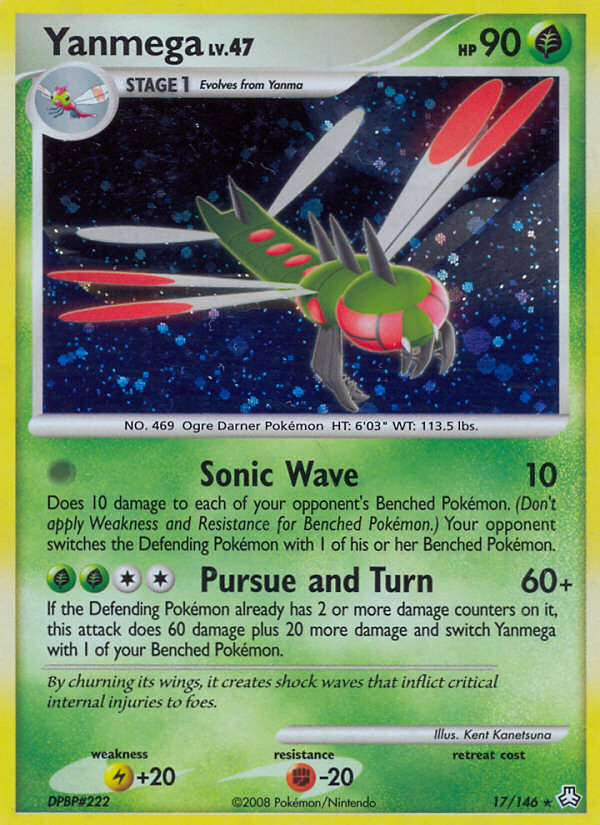 Yanmega LV.47 HP 90
STAGE 1 Evolves from Yanma
NO. 469 Ogre Darner Pokémon HT: 6'03" WT: 113.5 lbs.
Sonic Wave 10
Does 10 damage to each of your opponent's Benched Pokémon. (Don't
apply Weakness and Resistance for Benched Pokémon.) Your opponent
switches the Defending Pokémon with 1 of his or her Benched Pokémon.
Pursue and Turn 60+
If the Defending Pokémon already has 2 or more damage counters on it,
this attack does 60 damage plus 20 more damage and switch Yanmega
with 1 of your Benched Pokémon.
By churning its wings, it creates shock waves that inflict critical
internal injuries to foes.
Illus. Kent Kanetsuna
weakness resistance retreat cost
+20 -20
DPBP#222 ©2008 Pokémon/Nintendo 17/146 ★